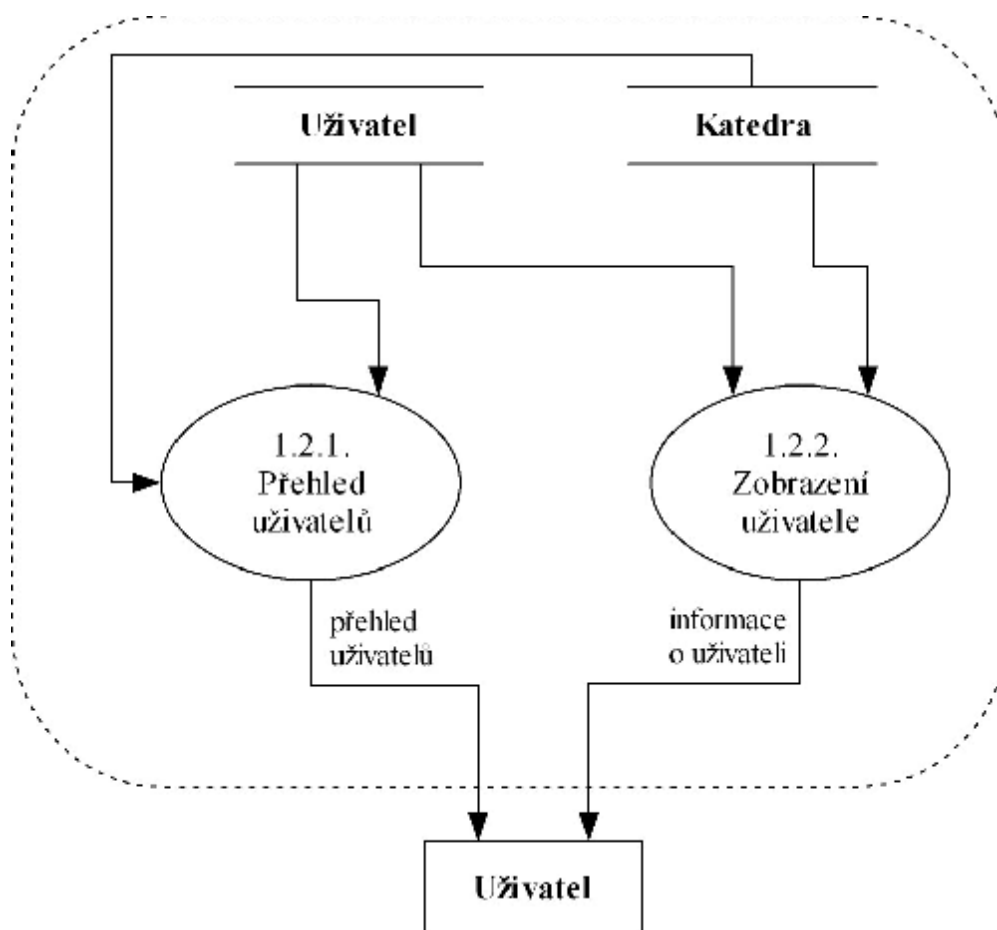 Uživatel
Katedra
1.2.1.
Přehled
uživatelů
1.2.2.
Zobrazení
uživatele
přehled
uživatelů
informace
o uživateli
Uživatel